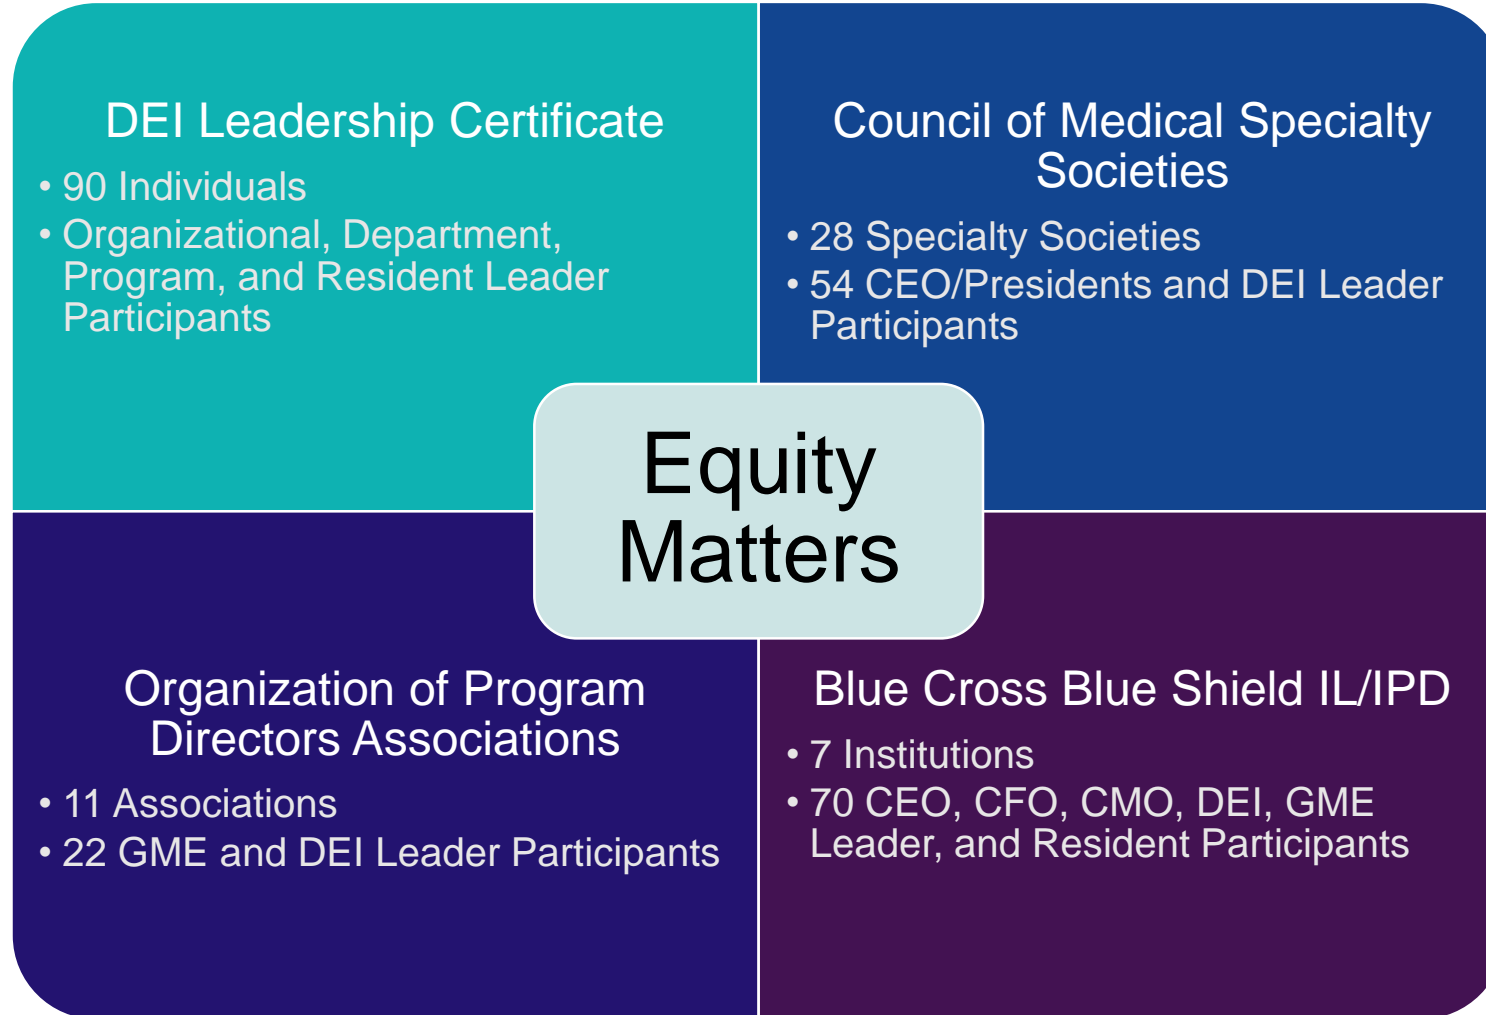 DEI Leadership Certificate
• 90 Individuals
• Organizational, Department,
Program, and Resident Leader
Participants
Council of Medical Specialty
Societies
• 28 Specialty Societies
• 54 CEO/Presidents and DEI Leader
Participants
Equity
Matters
Organization of Program
Directors Associations
• 11 Associations
• 22 GME and DEI Leader Participants
Blue Cross Blue Shield IL/IPD
• 7 Institutions
• 70 CEO, CFO, CMO, DEI, GME
Leader, and Resident Participants